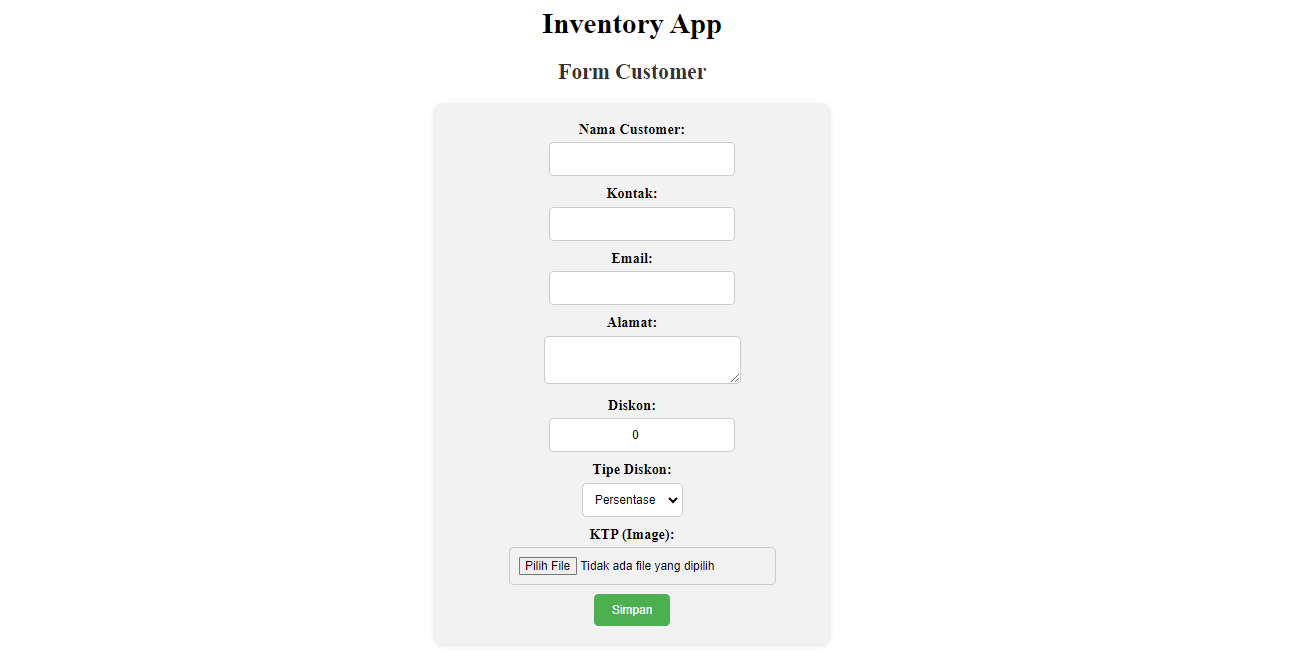 Inventory App
Form Customer
Nama Customer:
Kontak:
Email:
Alamat:
Diskon:
0
Tipe Diskon:
Persentase
KTP (Image):
Pilih File Tidak ada file yang dipilih
Simpan